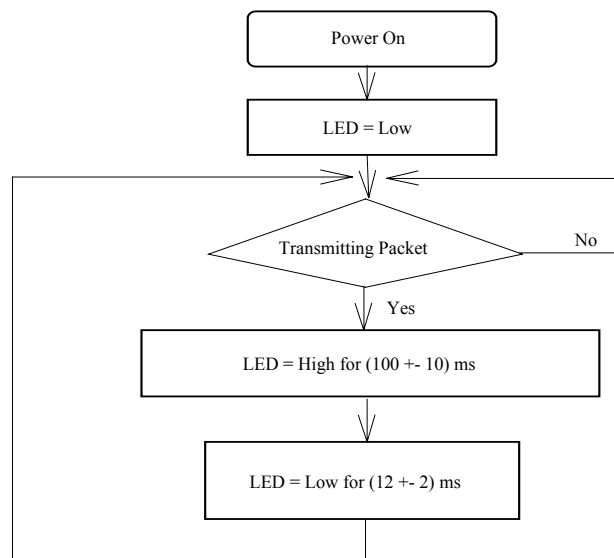 Power On
LED = Low
Transmitting Packet
No
Yes
LED = High for (100 +- 10) ms
LED = Low for (12 +- 2) ms